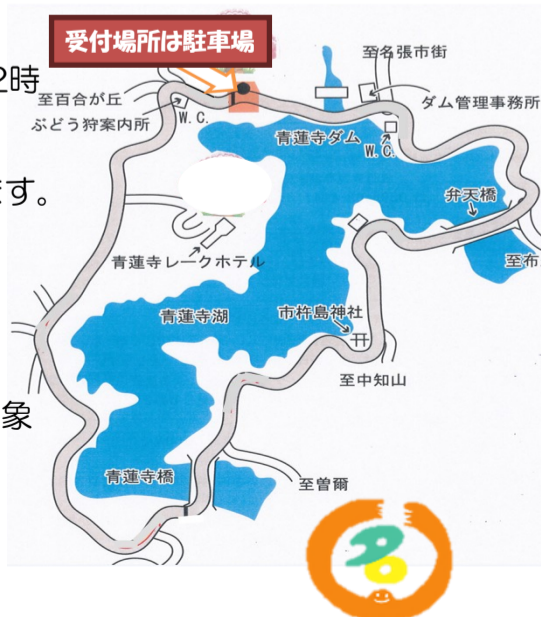 受付場所は駐車場
2時
至名張市街
至百合が丘
ぶどう狩案内所
W.C.
ダム管理事務所
青蓮寺ダム
W.C.
す。
弁天橋
至布
青蓮寺レークホテル
青蓮寺湖
市杵島神社
至中知山
象
青蓮寺橋
至曽爾